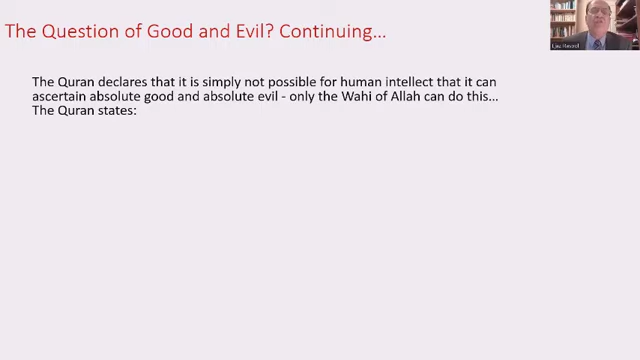 The Question of Good and Evil? Continuing...
The Quran declares that it is simply not possible for human intellect that it can
ascertain absolute good and absolute evil - only the Wahi of Allah can do this...
The Quran states: